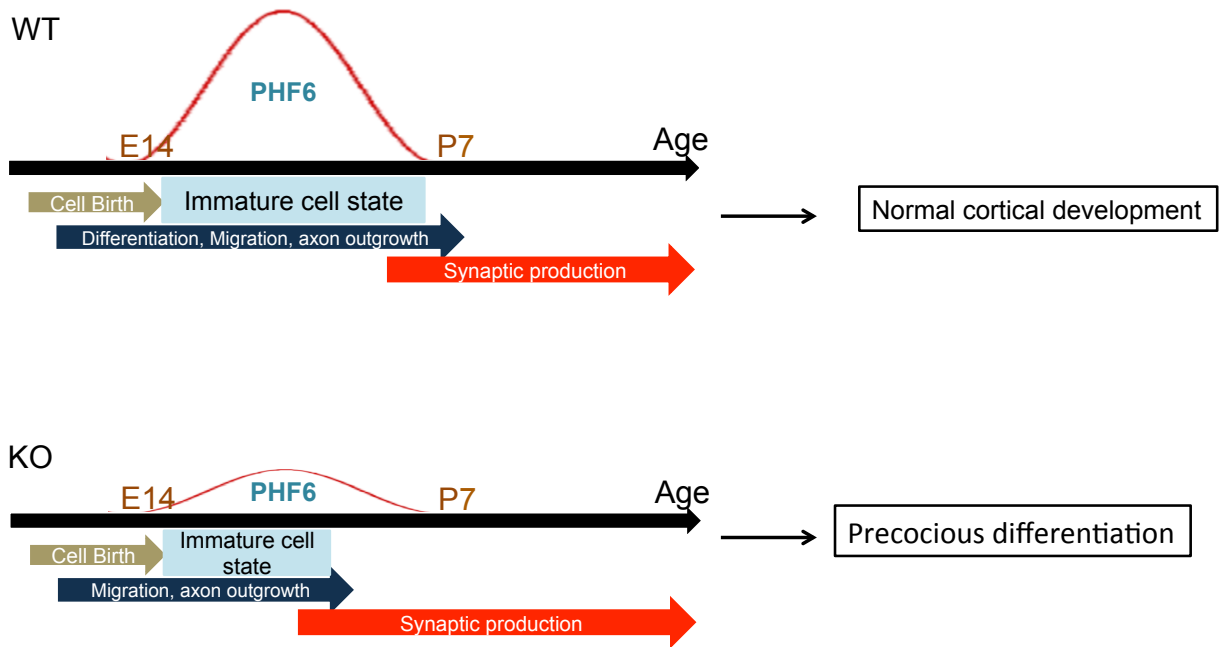 WT
PHF6
E14
P7
Age
Cell Birth
Immature cell state
Differentiation, Migration, axon outgrowth
Synaptic production
Normal cortical development
KO
PHF6
E14
P7
Age
Cell Birth
Immature cell
state
Migration, axon outgrowth
Synaptic production
Precocious differentiation